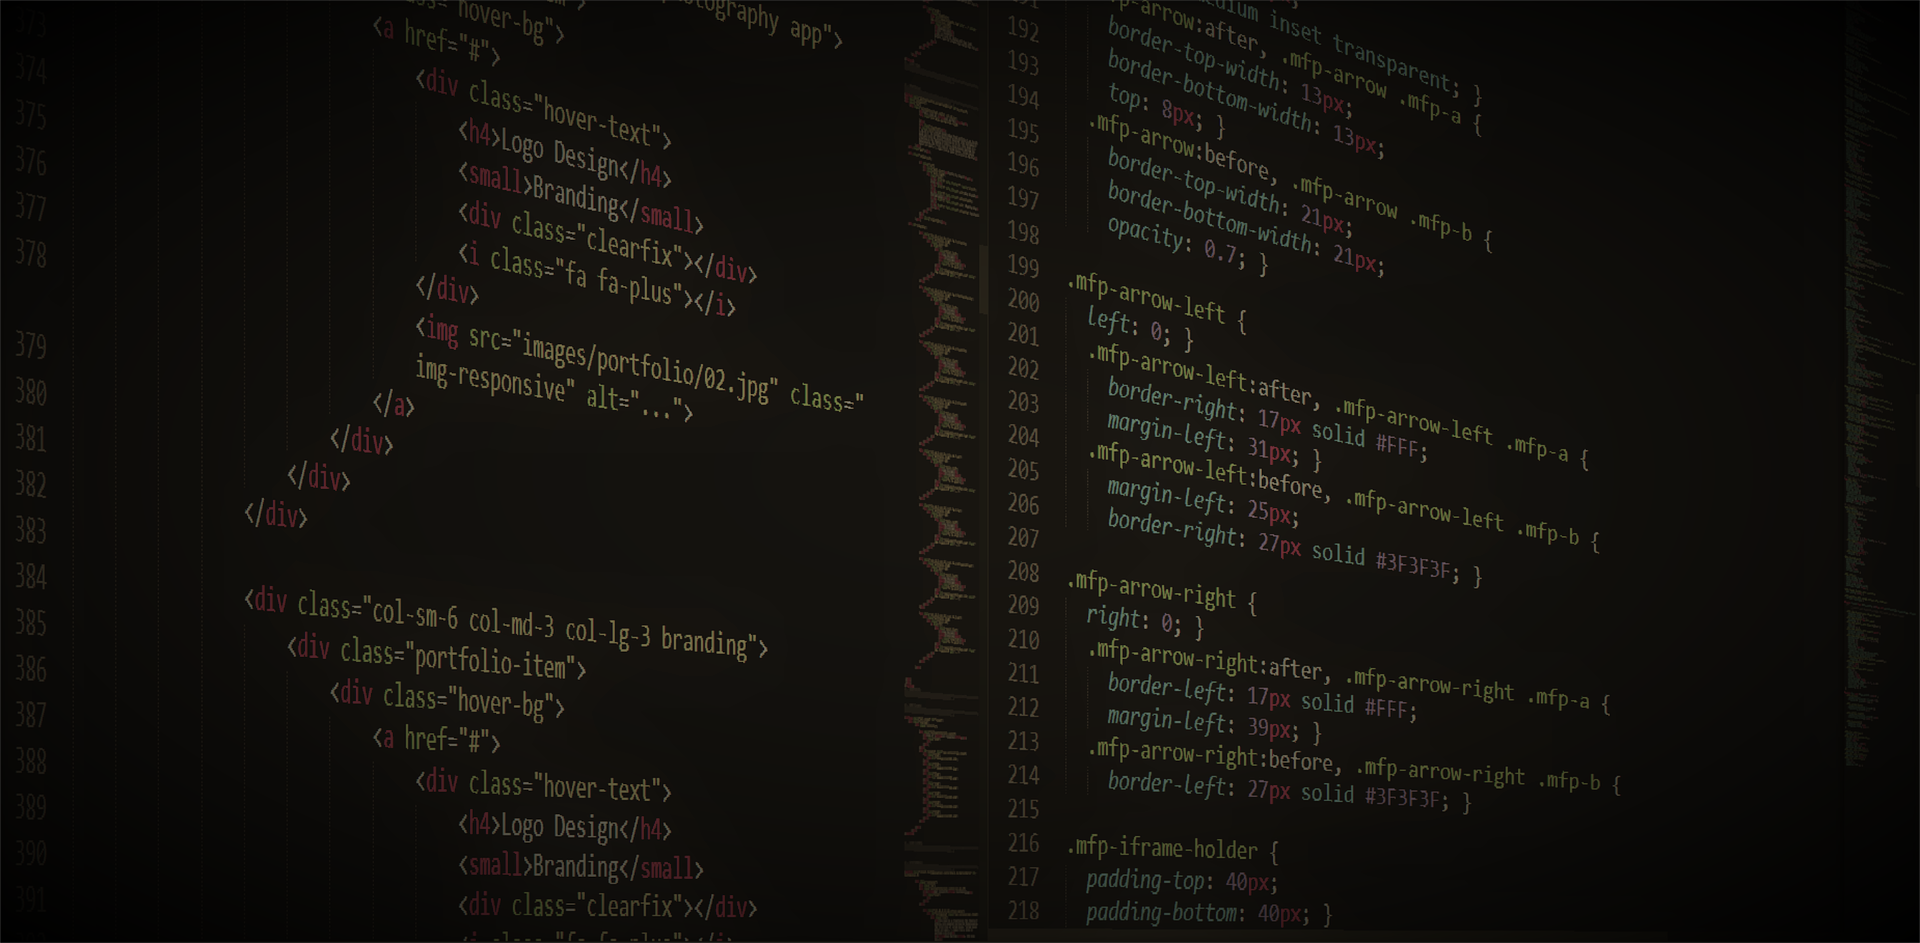 373
374
375
376
377
378
379
380
381
382
383
384
385
386
387
388
389
390
391
hover-bg">
photography app">
<a href="#">
<div class="hover-text">
<h4>Logo Design</h4>
<small>Branding</small>
<div class="clearfix"></div>
<i class="fa fa-plus"></i>
</div>
<img src="images/portfolio/02.jpg" class="
img-responsive" alt="...">
</a>
</div>
</div>
</div>
<div class="col-sm-6 col-md-3 col-lg-3 branding">
<div class="portfolio-item">
<div class="hover-bg">
<a href="#">
<div class="hover-text">
<h4>Logo Design</h4>
<small>Branding</small>
<div class="clearfix"></div>
192
193
194
195
196
197
198
199
200
201
202
203
204
205
206
207
208
209
210
211
212
213
214
215
216
217
218
medium inset transparent; }
.mfp-arrow:after, .mfp-arrow .mfp-a {
border-top-width: 13px;
border-bottom-width: 13px;
top: 8px; }
.mfp-arrow:before, .mfp-arrow .mfp-b {
border-top-width: 21px;
border-bottom-width: 21px;
opacity: 0.7; }
.mfp-arrow-left {
left: 0; }
.mfp-arrow-left:after, .mfp-arrow-left .mfp-a {
border-right: 17px solid #FFF;
margin-left: 31px; }
.mfp-arrow-left:before, .mfp-arrow-left .mfp-b {
margin-left: 25px;
border-right: 27px solid #3F3F3F; }
.mfp-arrow-right {
right: 0; }
.mfp-arrow-right:after, .mfp-arrow-right .mfp-a {
border-left: 17px solid #FFF;
margin-left: 39px; }
.mfp-arrow-right:before, .mfp-arrow-right .mfp-b {
border-left: 27px solid #3F3F3F; }
.mfp-iframe-holder {
padding-top: 40px;
padding-bottom: 40px; }